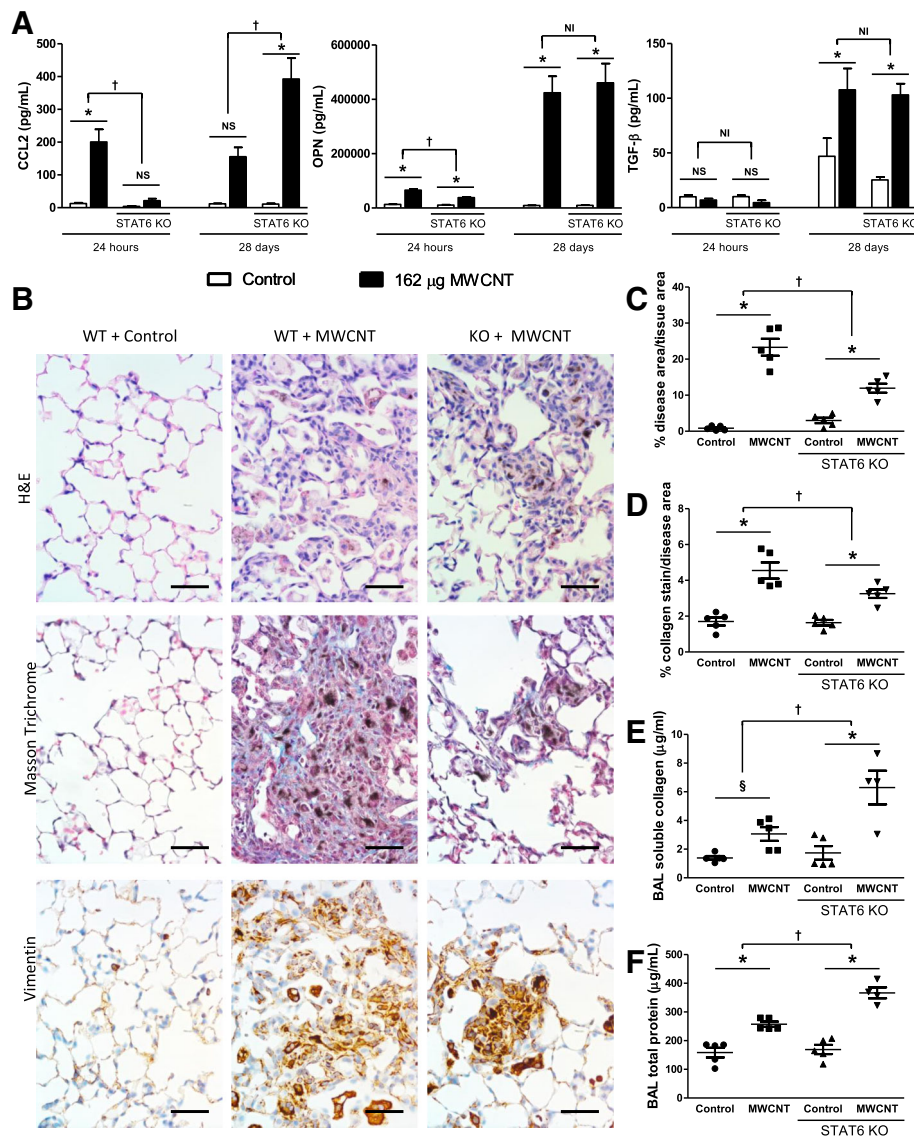 A
CCL2 (pg/mL)
500
400
300
200
100
0
*
†
NS
NS
†
*
STAT6 KO
STAT6 KO
24 hours
28 days
OPN (pg/mL)
600000
400000
200000
0
*
†
*
*
NI
*
STAT6 KO
STAT6 KO
24 hours
28 days
TGF-β (pg/mL)
150
100
50
0
NS
NI
NS
*
NI
*
STAT6 KO
STAT6 KO
24 hours
28 days
Control
162 µg MWCNT
B
WT + Control
WT + MWCNT
KO + MWCNT
H&E
Masson Trichrome
Vimentin
C
% disease area/tissue area
40
30
20
10
0
*
†
*
Control
MWCNT
Control
MWCNT
STAT6 KO
D
% collagen stain/disease area
8
6
4
2
0
*
†
*
Control
MWCNT
Control
MWCNT
STAT6 KO
E
BAL soluble collagen (µg/ml)
10
8
6
4
2
0
§
†
*
Control
MWCNT
Control
MWCNT
STAT6 KO
F
BAL total protein (µg/mL)
500
400
300
200
100
0
*
†
*
Control
MWCNT
Control
MWCNT
STAT6 KO